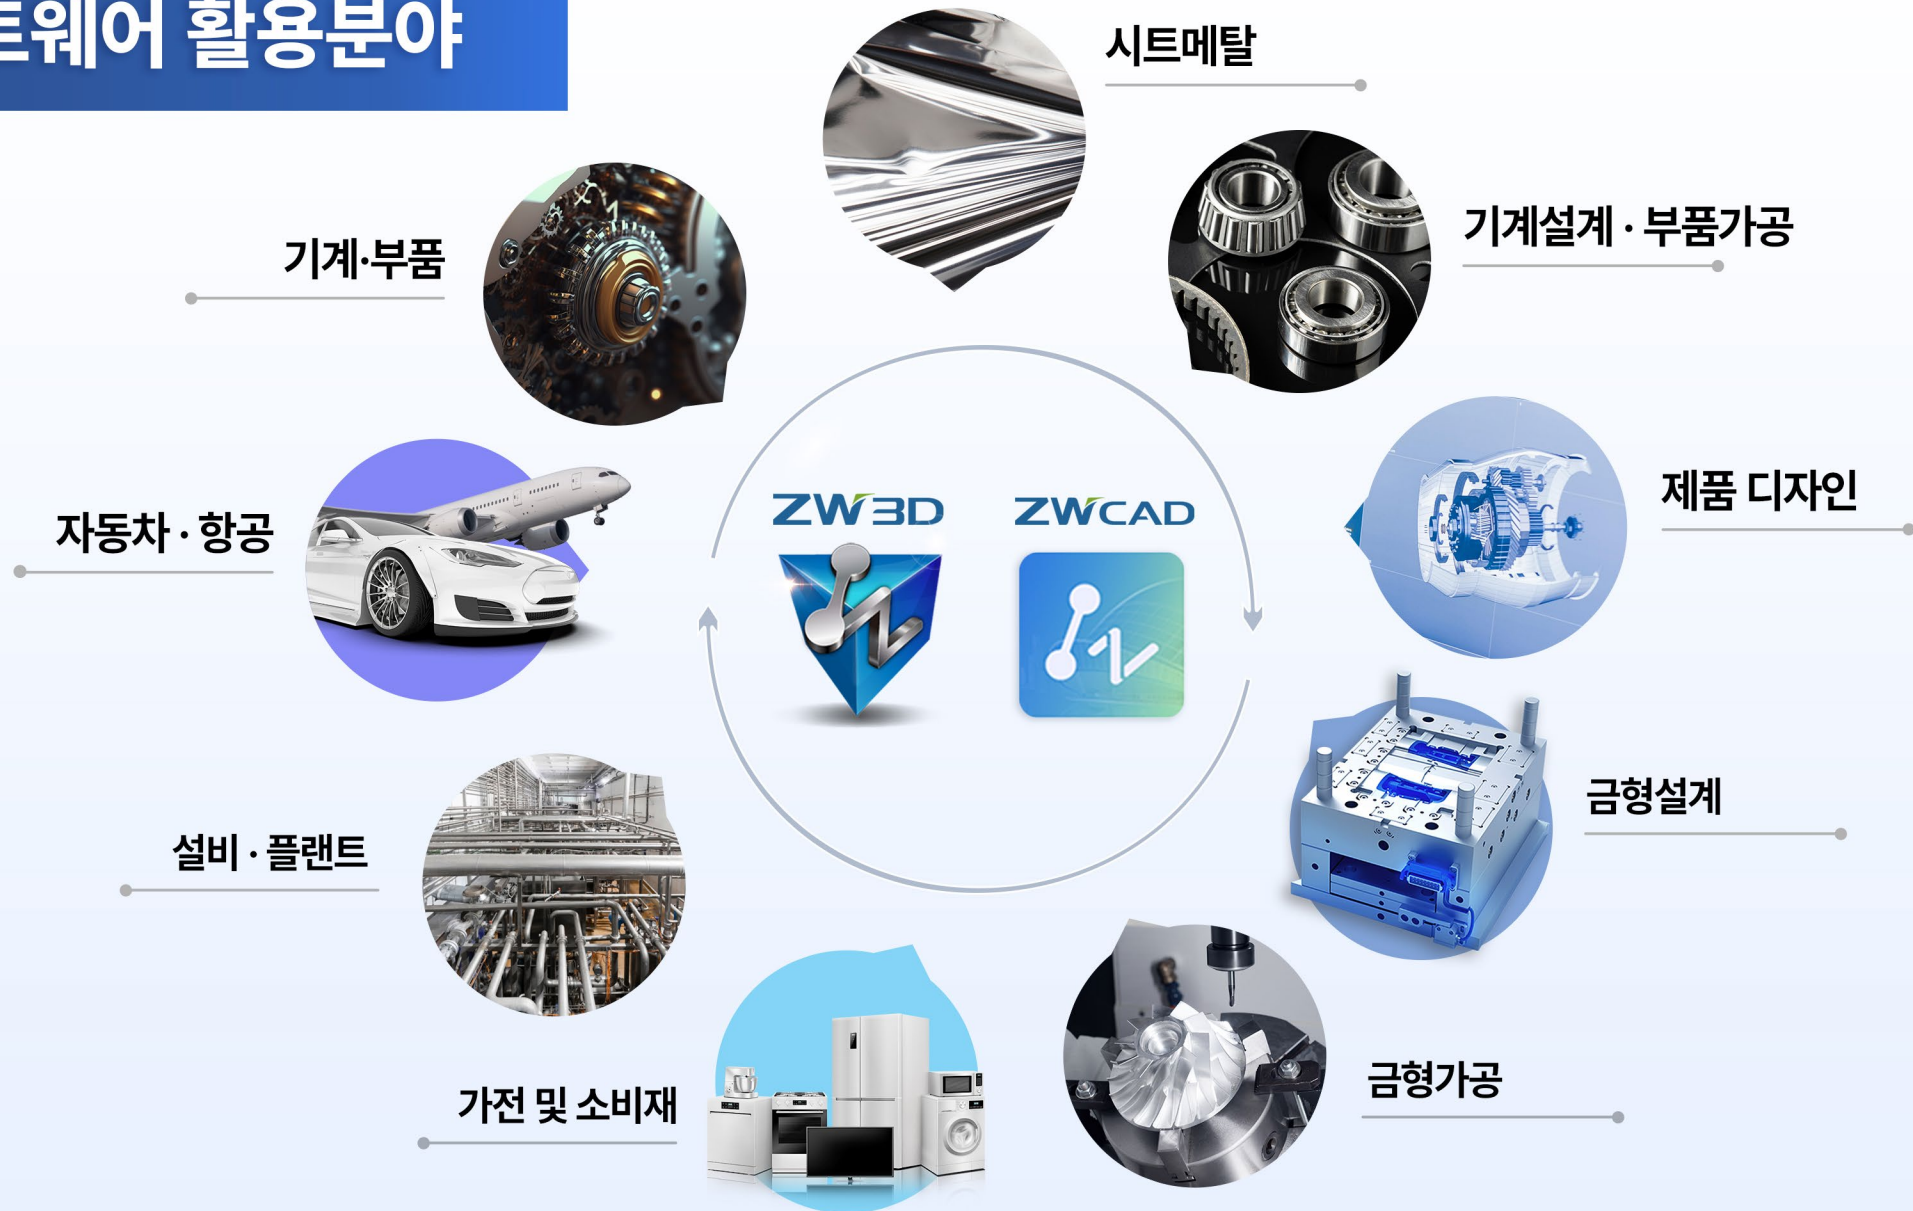 트웨어 활용분야
시트메탈
기계설계 · 부품가공
기계·부품
제품 디자인
자동차 · 항공
ZW3D
ZWCAD
금형설계
설비 · 플랜트
금형가공
가전 및 소비재